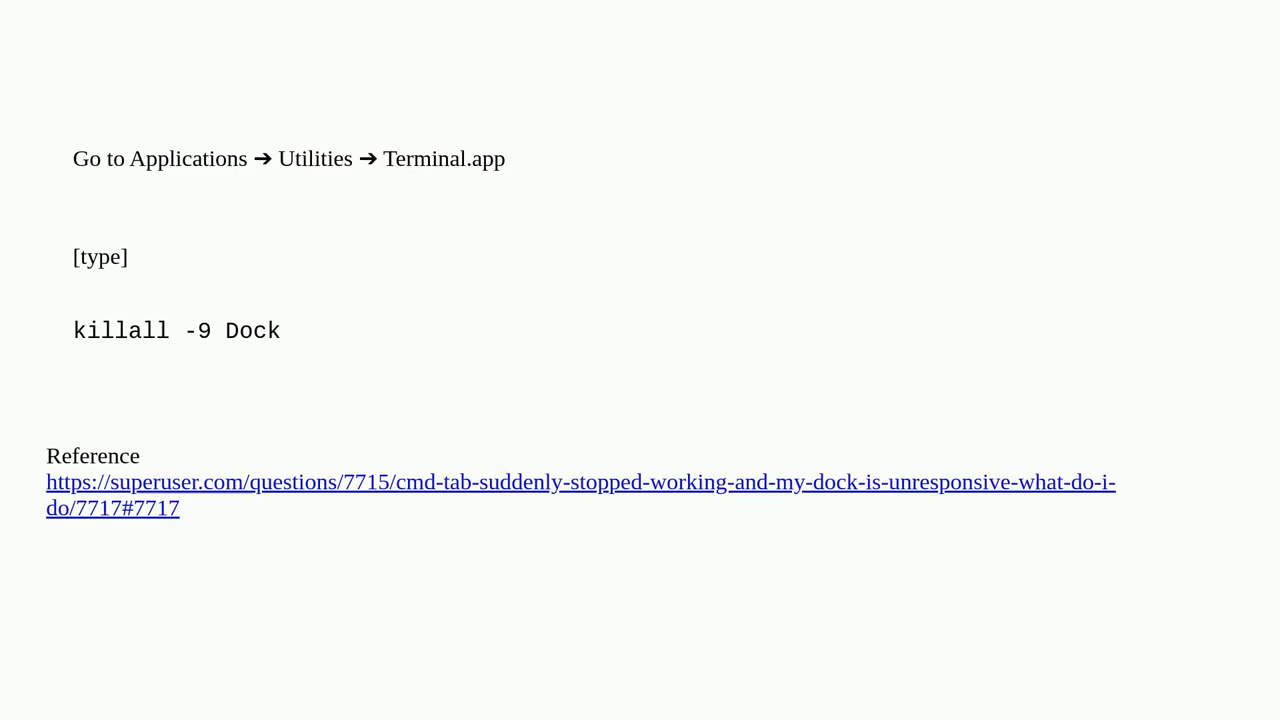 Go to Applications ➔ Utilities ➔ Terminal.app
[type]
killall -9 Dock
Reference
https://superuser.com/questions/7715/cmd-tab-suddenly-stopped-working-and-my-dock-is-unresponsive-what-do-i-
do/7717#7717